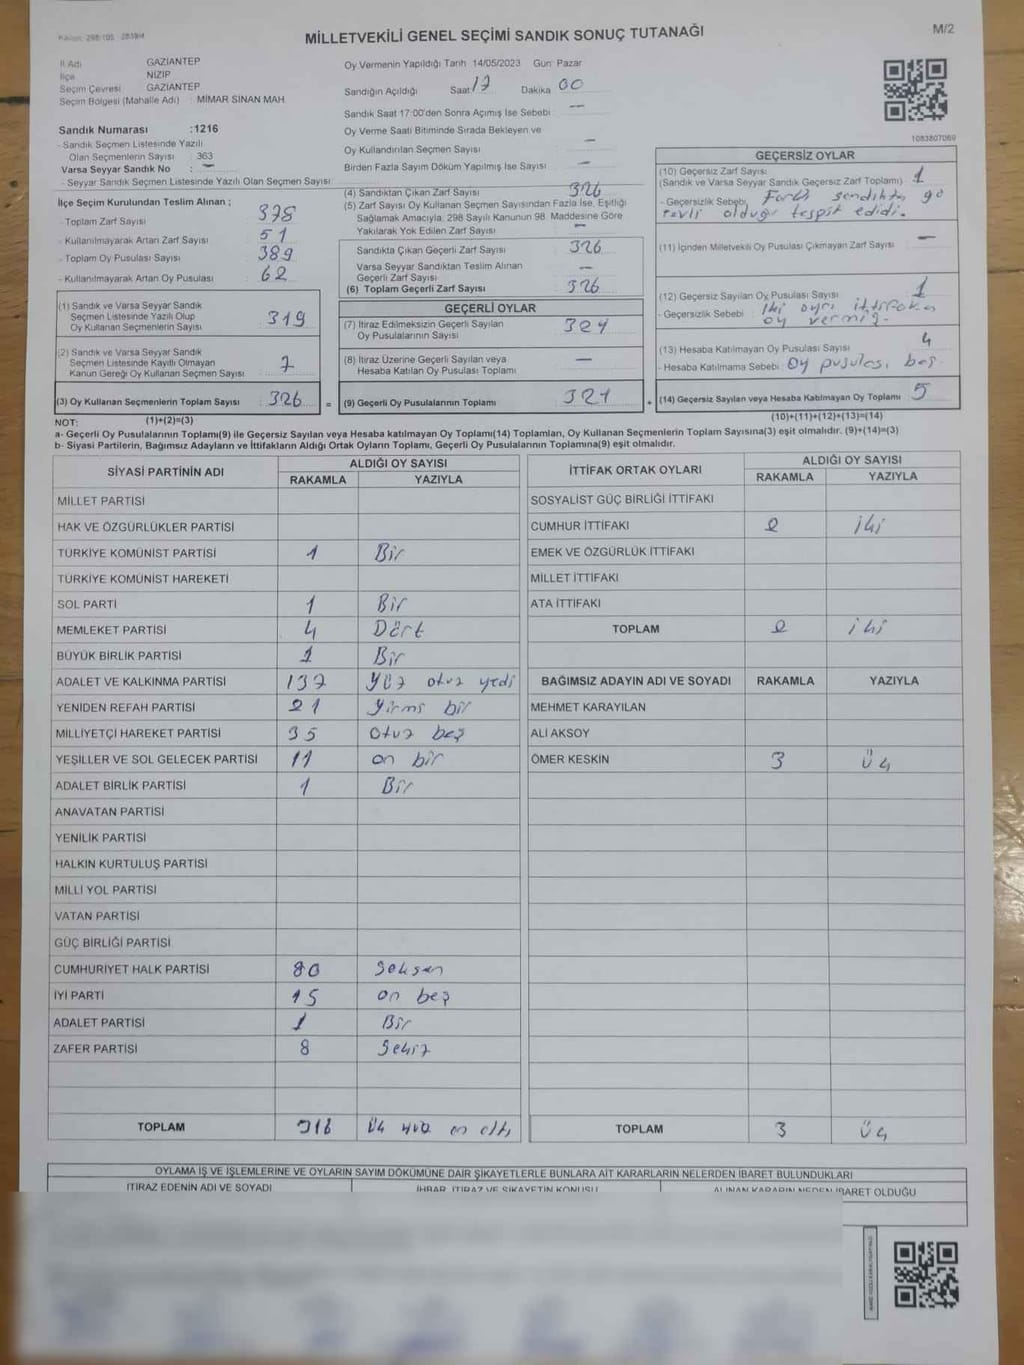 MİLLETVEKİLİ GENEL SEÇİMİ SANDIK SONUÇ TUTANAĞI
M/2
İl Adı GAZİANTEP
İlçe NİZİP
Seçim Çevresi GAZİANTEP
Seçim Bölgesi (Mahalle Adı) : MİMAR SİNAN MAH.
Oy Vermenin Yapıldığı Tarih 14/05/2023 Gün: Pazar
Sandığın Açıldığı Saat 17 Dakika 00
Sandık Saat 17:00'den Sonra Açılmış İse Sebebi : —
Oy Verme Saati Bitiminde Sırada Bekleyen ve
Oy Kullandırılan Seçmen Sayısı —
Birden Fazla Sayım Döküm Yapılmış İse Sayısı —
1083807069
Sandık Numarası :1216
- Sandık Seçmen Listesinde Yazılı
Olan Seçmenlerin Sayısı : 363
Varsa Seyyar Sandık No : —
- Seyyar Sandık Seçmen Listesinde Yazılı Olan Seçmen Sayısı
İlçe Seçim Kurulundan Teslim Alınan ;
- Toplam Zarf Sayısı 378
- Kullanılmayarak Artan Zarf Sayısı 51
- Toplam Oy Pusulası Sayısı 389
- Kullanılmayarak Artan Oy Pusulası 62
(1) Sandık ve Varsa Seyyar Sandık
Seçmen Listesinde Yazılı Olup
Oy Kullanan Seçmenlerin Sayısı 319
(2) Sandık ve Varsa Seyyar Sandık
Seçmen Listesinde Kayıtlı Olmayan
Kanun Gereği Oy Kullanan Seçmen Sayısı 7
(3) Oy Kullanan Seçmenlerin Toplam Sayısı : 326 =
(1)+(2)=(3)
(4) Sandıktan Çıkan Zarf Sayısı 326
(5) Zarf Sayısı Oy Kullanan Seçmen Sayısından Fazla İse, Eşitliği
Sağlamak Amacıyla, 298 Sayılı Kanunun 98. Maddesine Göre
Yakılarak Yok Edilen Zarf Sayısı —
Sandıkta Çıkan Geçerli Zarf Sayısı 326
Varsa Seyyar Sandıktan Teslim Alınan
Geçerli Zarf Sayısı —
(6) Toplam Geçerli Zarf Sayısı 326
GEÇERLİ OYLAR
(7) İtiraz Edilmeksizin Geçerli Sayılan
Oy Pusulalarının Sayısı 321
(8) İtiraz Üzerine Geçerli Sayılan veya
Hesaba Katılan Oy Pusulası Toplamı —
(9) Geçerli Oy Pusulalarının Toplamı 321 +
GEÇERSİZ OYLAR
(10) Geçersiz Zarf Sayısı 1
(Sandık ve Varsa Seyyar Sandık Geçersiz Zarf Toplamı)
- Geçersizlik Sebebi Farklı sandıkta gö
revli olduğu tespit edildi.
(11) İçinden Milletvekili Oy Pusulası Çıkmayan Zarf Sayısı —
(12) Geçersiz Sayılan Oy Pusulası Sayısı 1
- Geçersizlik Sebebi : İki ayrı ittifaka
oy vermiş.
(13) Hesaba Katılmayan Oy Pusulası Sayısı 4
- Hesaba Katılmama Sebebi : Oy pusulası boş
(14) Geçersiz Sayılan veya Hesaba Katılmayan Oy Toplamı 5
(10)+(11)+(12)+(13)=(14)
NOT:
a- Geçerli Oy Pusulalarının Toplamı(9) ile Geçersiz Sayılan veya Hesaba katılmayan Oy Toplamı(14) Toplamları, Oy Kullanan Seçmenlerin Toplam Sayısına(3) eşit olmalıdır. (9)+(14)=(3)
b- Siyasi Partilerin, Bağımsız Adayların ve İttifakların Aldığı Ortak Oyların Toplamı, Geçerli Oy Pusulalarının Toplamına(9) eşit olmalıdır.
SİYASİ PARTİNİN ADI ALDIĞI OY SAYISI
RAKAMLA YAZIYLA
MİLLET PARTİSİ
HAK VE ÖZGÜRLÜKLER PARTİSİ
TÜRKİYE KOMÜNİST PARTİSİ 1 Bir
TÜRKİYE KOMÜNİST HAREKETİ
SOL PARTİ 1 Bir
MEMLEKET PARTİSİ 4 Dört
BÜYÜK BİRLİK PARTİSİ 1 Bir
ADALET VE KALKINMA PARTİSİ 137 Yüz otuz yedi
YENİDEN REFAH PARTİSİ 21 Yirmi bir
MİLLİYETÇİ HAREKET PARTİSİ 35 Otuz beş
YEŞİLLER VE SOL GELECEK PARTİSİ 11 on bir
ADALET BİRLİK PARTİSİ 1 Bir
ANAVATAN PARTİSİ
YENİLİK PARTİSİ
HALKIN KURTULUŞ PARTİSİ
MİLLİ YOL PARTİSİ
VATAN PARTİSİ
GÜÇ BİRLİĞİ PARTİSİ
CUMHURİYET HALK PARTİSİ 80 Seksen
İYİ PARTİ 15 on beş
ADALET PARTİSİ 1 Bir
ZAFER PARTİSİ 8 Sekiz
TOPLAM 316 Üç yüz on altı
İTTİFAK ORTAK OYLARI ALDIĞI OY SAYISI
RAKAMLA YAZIYLA
SOSYALİST GÜÇ BİRLİĞİ İTTİFAKI
CUMHUR İTTİFAKI 2 iki
EMEK VE ÖZGÜRLÜK İTTİFAKI
MİLLET İTTİFAKI
ATA İTTİFAKI
TOPLAM 2 iki
BAĞIMSIZ ADAYIN ADI VE SOYADI RAKAMLA YAZIYLA
MEHMET KARAYILAN
ALİ AKSOY
ÖMER KESKİN 3 Üç
TOPLAM 3 Üç
OYLAMA İŞ VE İŞLEMLERİNE VE OYLARIN SAYIM DÖKÜMÜNE DAİR ŞİKAYETLERLE BUNLARA AİT KARARLARIN NELERDEN İBARET BULUNDUKLARI
İTİRAZ EDENİN ADI VE SOYADI İHBAR, İTİRAZ VE ŞİKAYETİN KONUSU ALINAN KARARIN NEDEN İBARET OLDUĞU